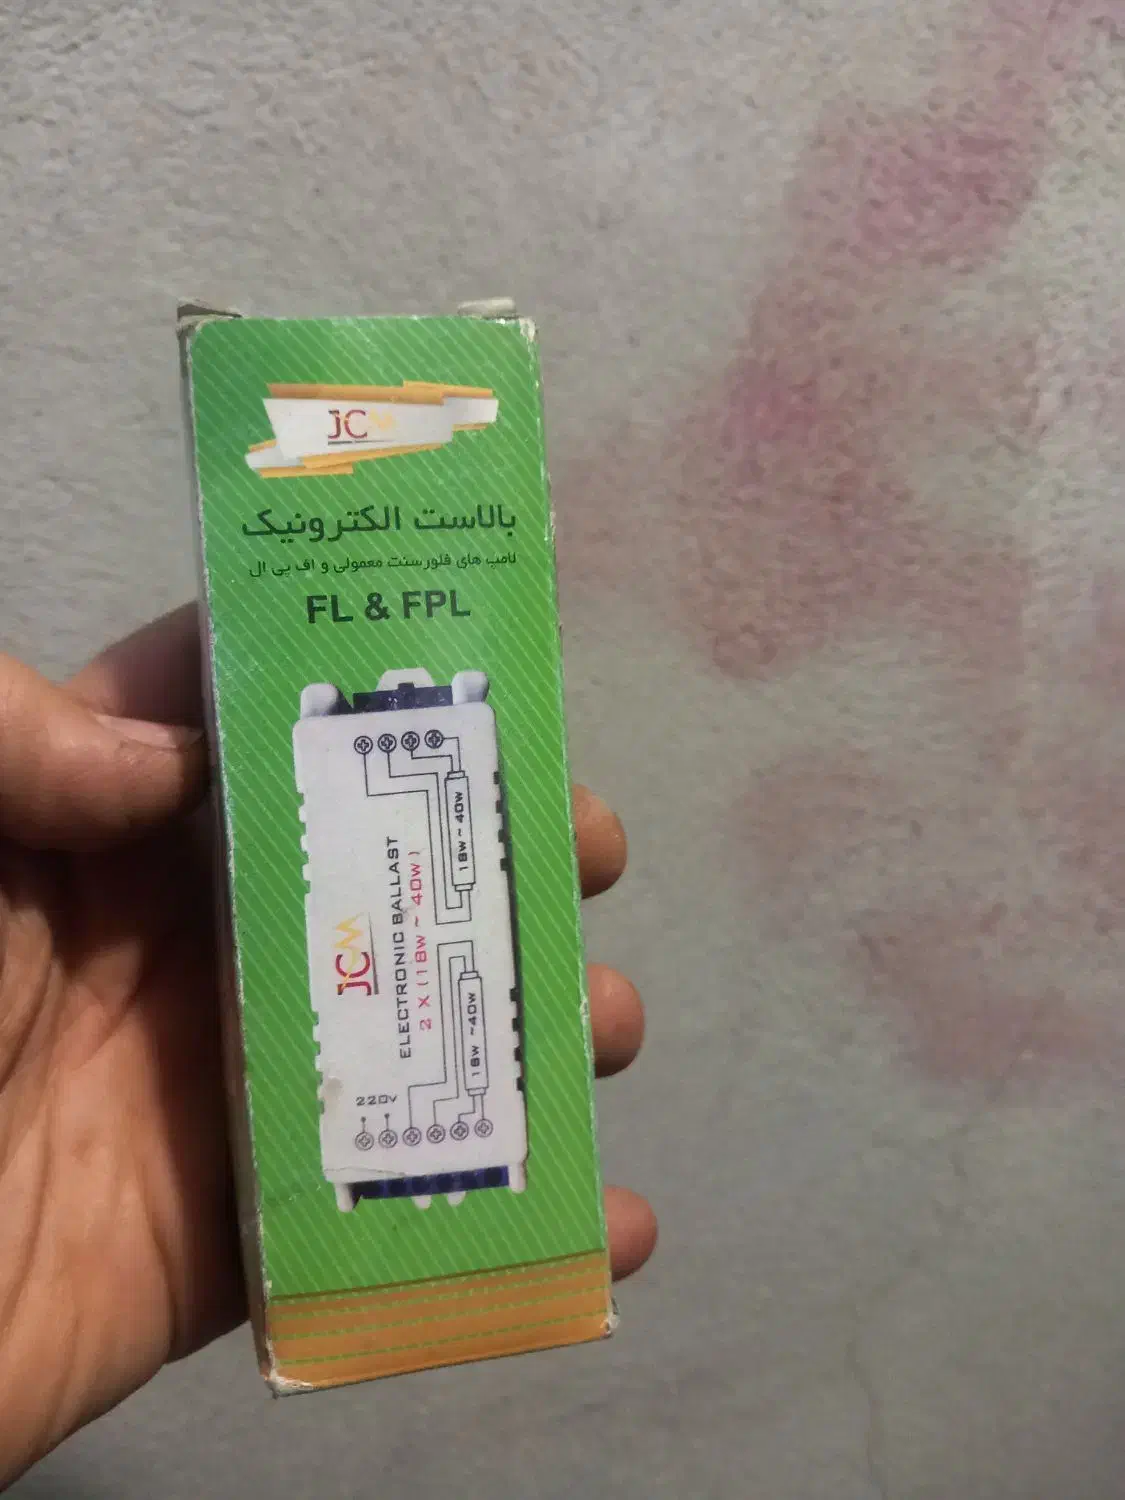 JCM
بالاست الکترونیک
لامپ های فلورسنت معمولی و اف پی ال
FL & FPL
18W ~ 40W
JCM
ELECTRONIC BALLAST
2 X (18W ~ 40W)
18W ~40W
220V